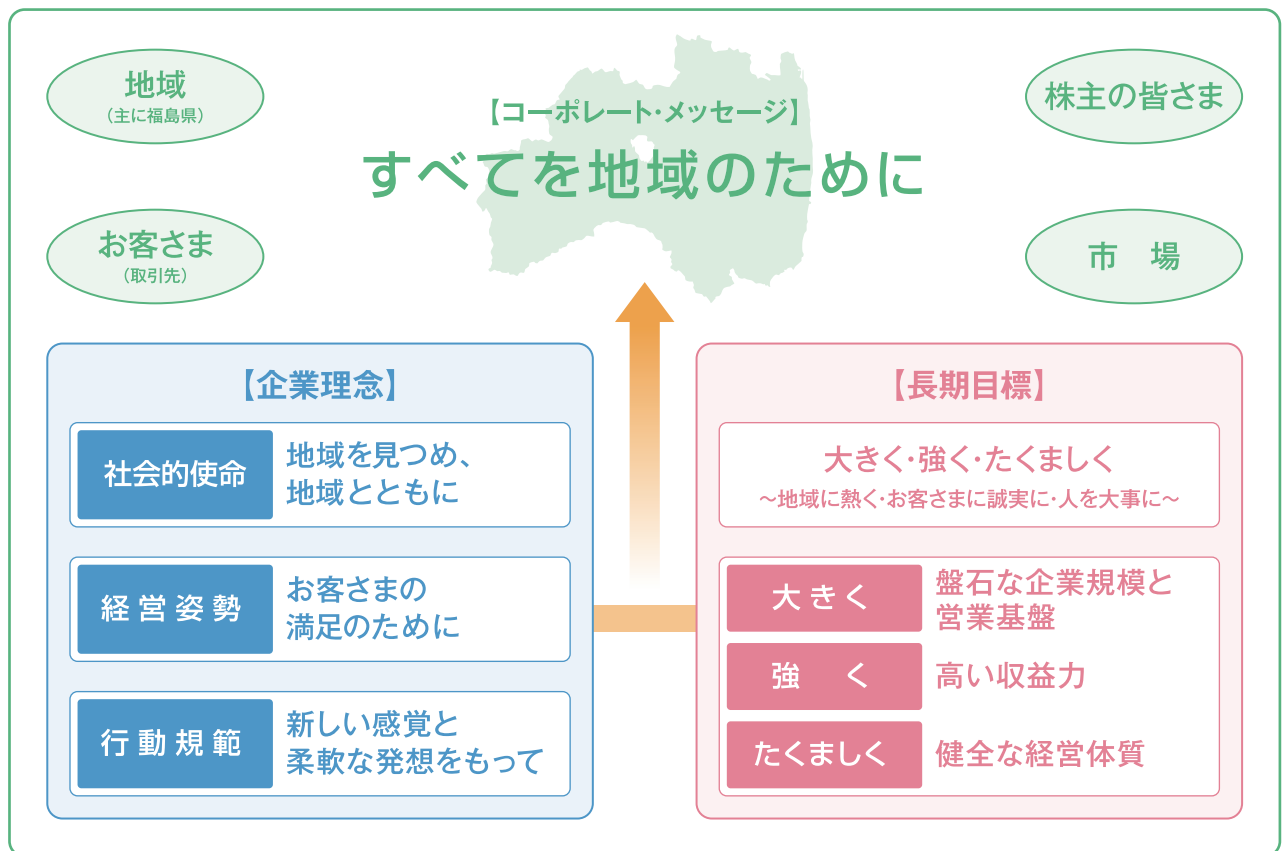 地域
（主に福島県）
【コーポレート・メッセージ】
すべてを地域のために
株主の皆さま
お客さま
（取引先）
市　場
【企業理念】
社会的使命
地域を見つめ、
地域とともに
経営姿勢
お客さまの
満足のために
行動規範
新しい感覚と
柔軟な発想をもって
【長期目標】
大きく・強く・たくましく
～地域に熱く・お客さまに誠実に・人を大事に～
大きく
盤石な企業規模と
営業基盤
強　く
高い収益力
たくましく
健全な経営体質